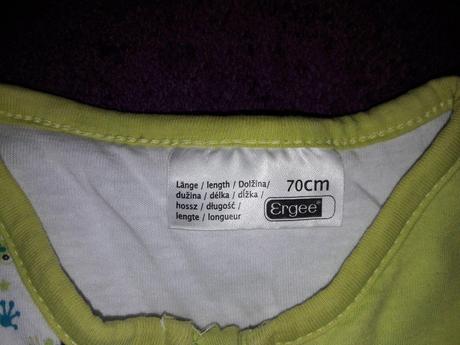 Länge / length / Dolžina/ 70cm
dužina / délka / dĺžka /
hossz / długość /
lengte / longueur
Ergee